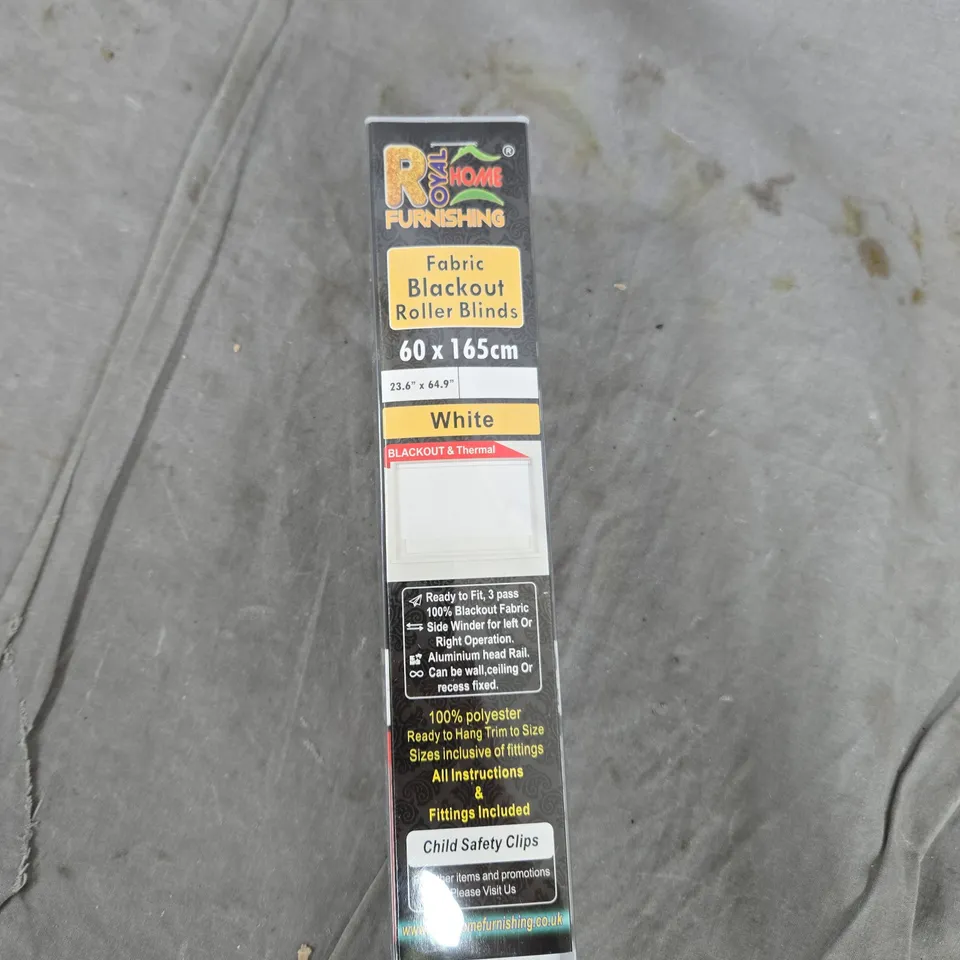 ROYAL HOME ®
FURNISHING
Fabric
Blackout
Roller Blinds
60 x 165cm
23.6" x 64.9"
White
BLACKOUT & Thermal
Ready to Fit, 3 pass
100% Blackout Fabric
Side Winder for left Or
Right Operation.
Aluminium head Rail.
Can be wall,ceiling Or
recess fixed.
100% polyester
Ready to Hang Trim to Size
Sizes inclusive of fittings
All Instructions
&
Fittings Included
Child Safety Clips
items and promotions
Please Visit Us